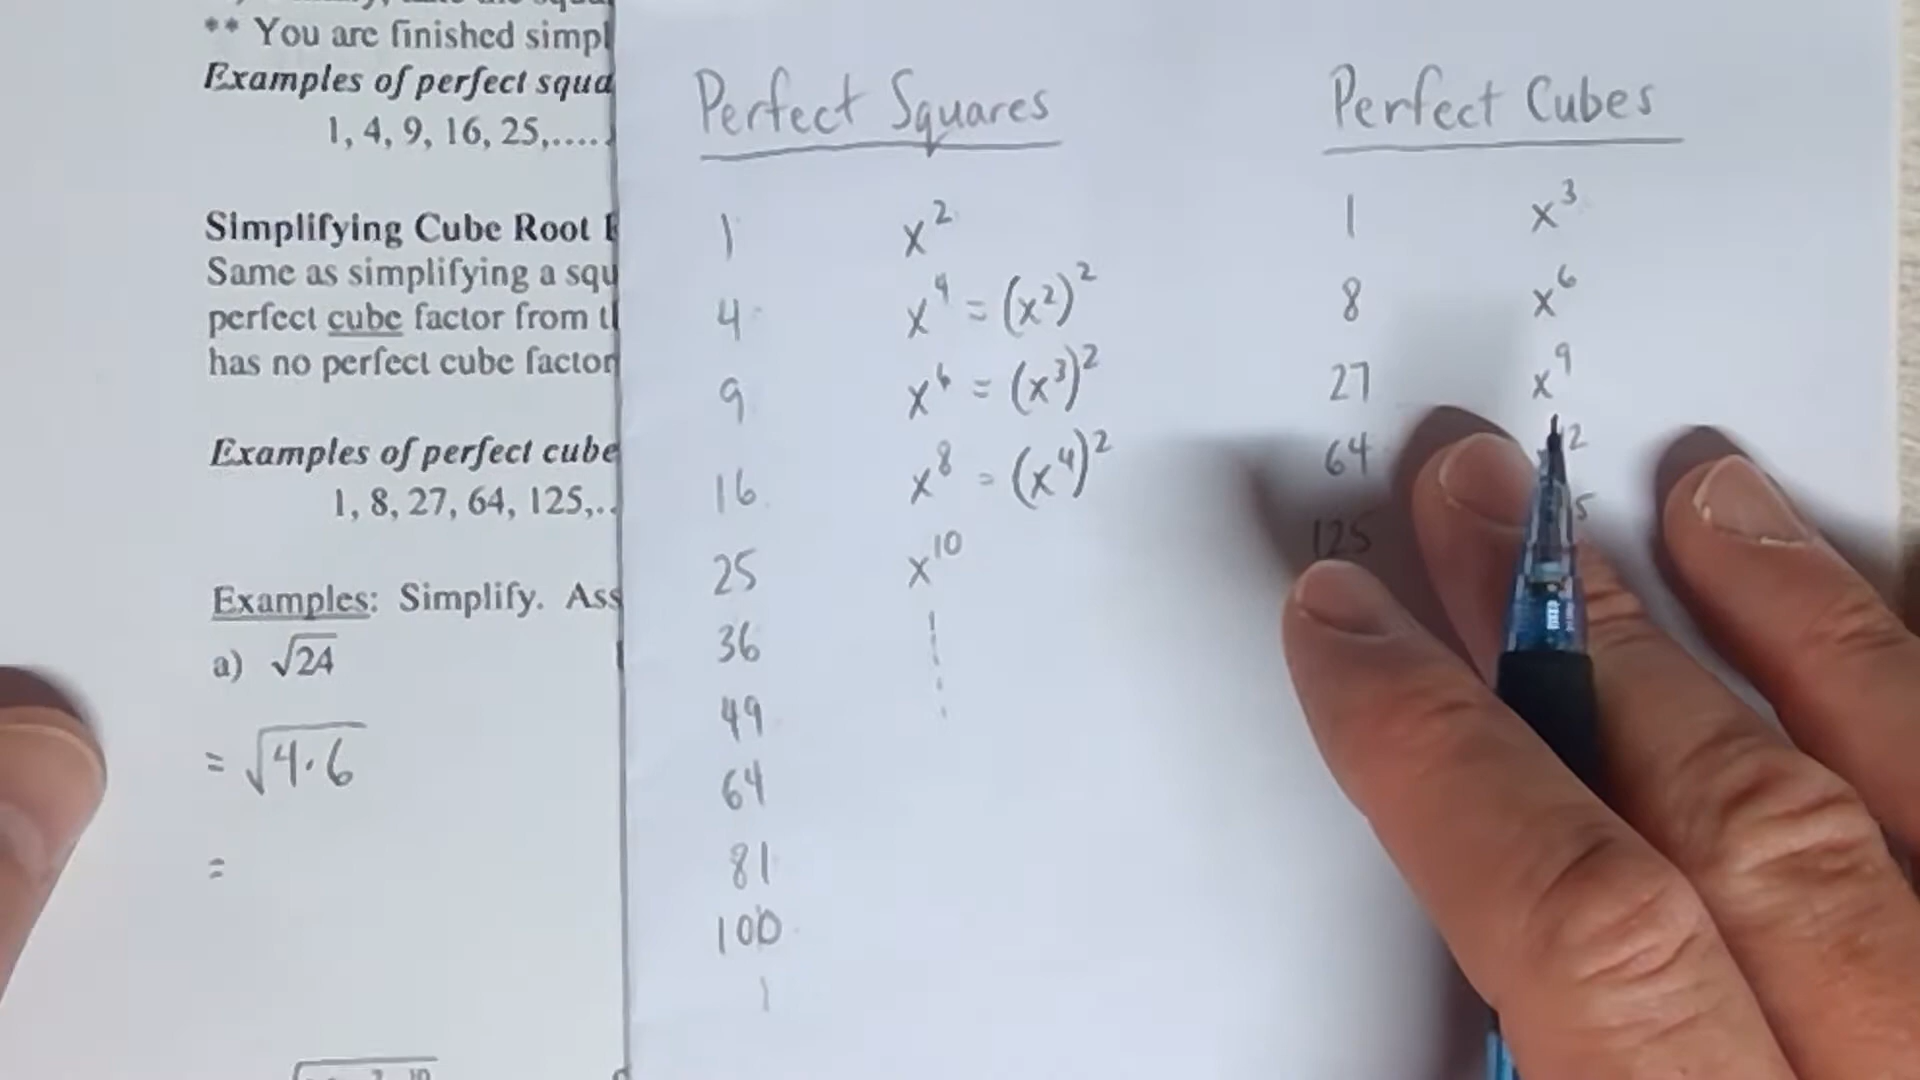 ** You are finished simpl
Examples of perfect squa
1, 4, 9, 16, 25,.....
Simplifying Cube Root
Same as simplifying a squ
perfect cube factor from t
has no perfect cube factor
Examples of perfect cube
1, 8, 27, 64, 125,..
Examples: Simplify. Ass
a) √24
= √4·6
=
Perfect Squares
1 x²
4 x⁴ = (x²)²
9 x⁶ = (x³)²
16 x⁸ = (x⁴)²
25 x¹⁰
36
49
64
81
100
Perfect Cubes
1 x³
8 x⁶
27 x⁹
64
125